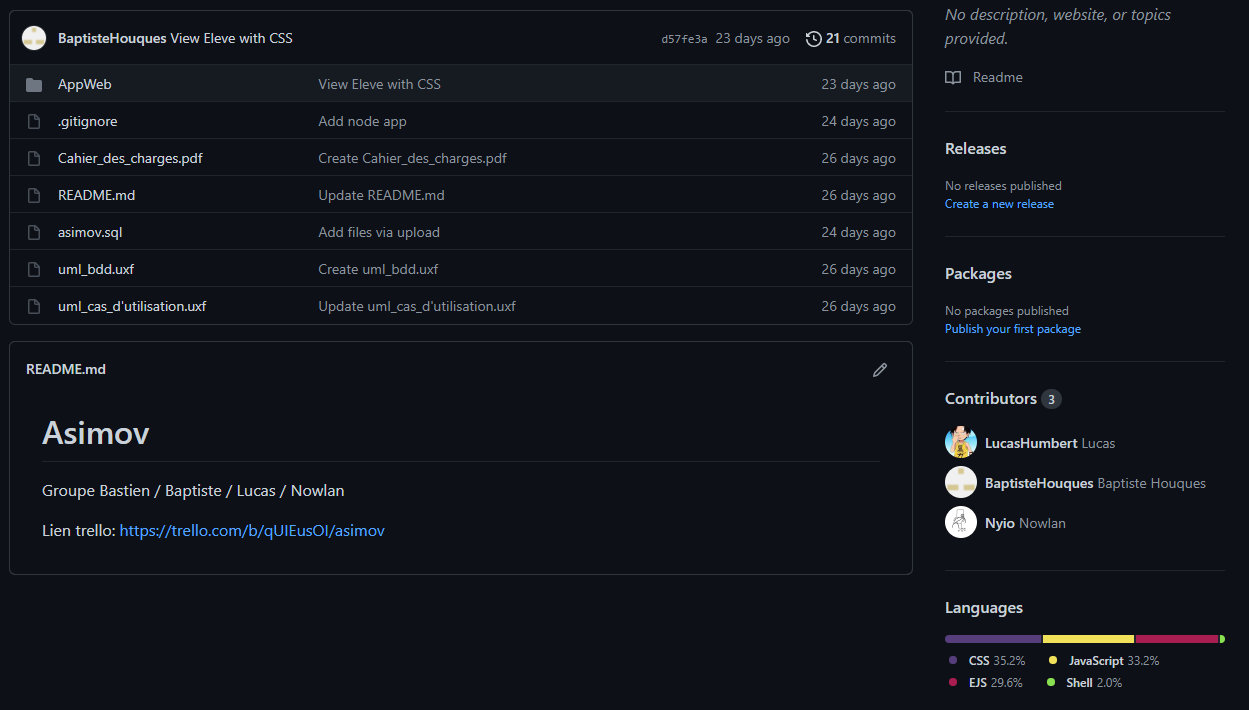 BaptisteHouques View Eleve with CSS d57fe3a 23 days ago 21 commits
AppWeb View Eleve with CSS 23 days ago
.gitignore Add node app 24 days ago
Cahier_des_charges.pdf Create Cahier_des_charges.pdf 26 days ago
README.md Update README.md 26 days ago
asimov.sql Add files via upload 24 days ago
uml_bdd.uxf Create uml_bdd.uxf 26 days ago
uml_cas_d'utilisation.uxf Update uml_cas_d'utilisation.uxf 26 days ago
README.md
Asimov
Groupe Bastien / Baptiste / Lucas / Nowlan
Lien trello: https://trello.com/b/qUIEusOI/asimov
No description, website, or topics
provided.
Readme
Releases
No releases published
Create a new release
Packages
No packages published
Publish your first package
Contributors 3
LucasHumbert Lucas
BaptisteHouques Baptiste Houques
Nyio Nowlan
Languages
CSS 35.2% JavaScript 33.2%
EJS 29.6% Shell 2.0%